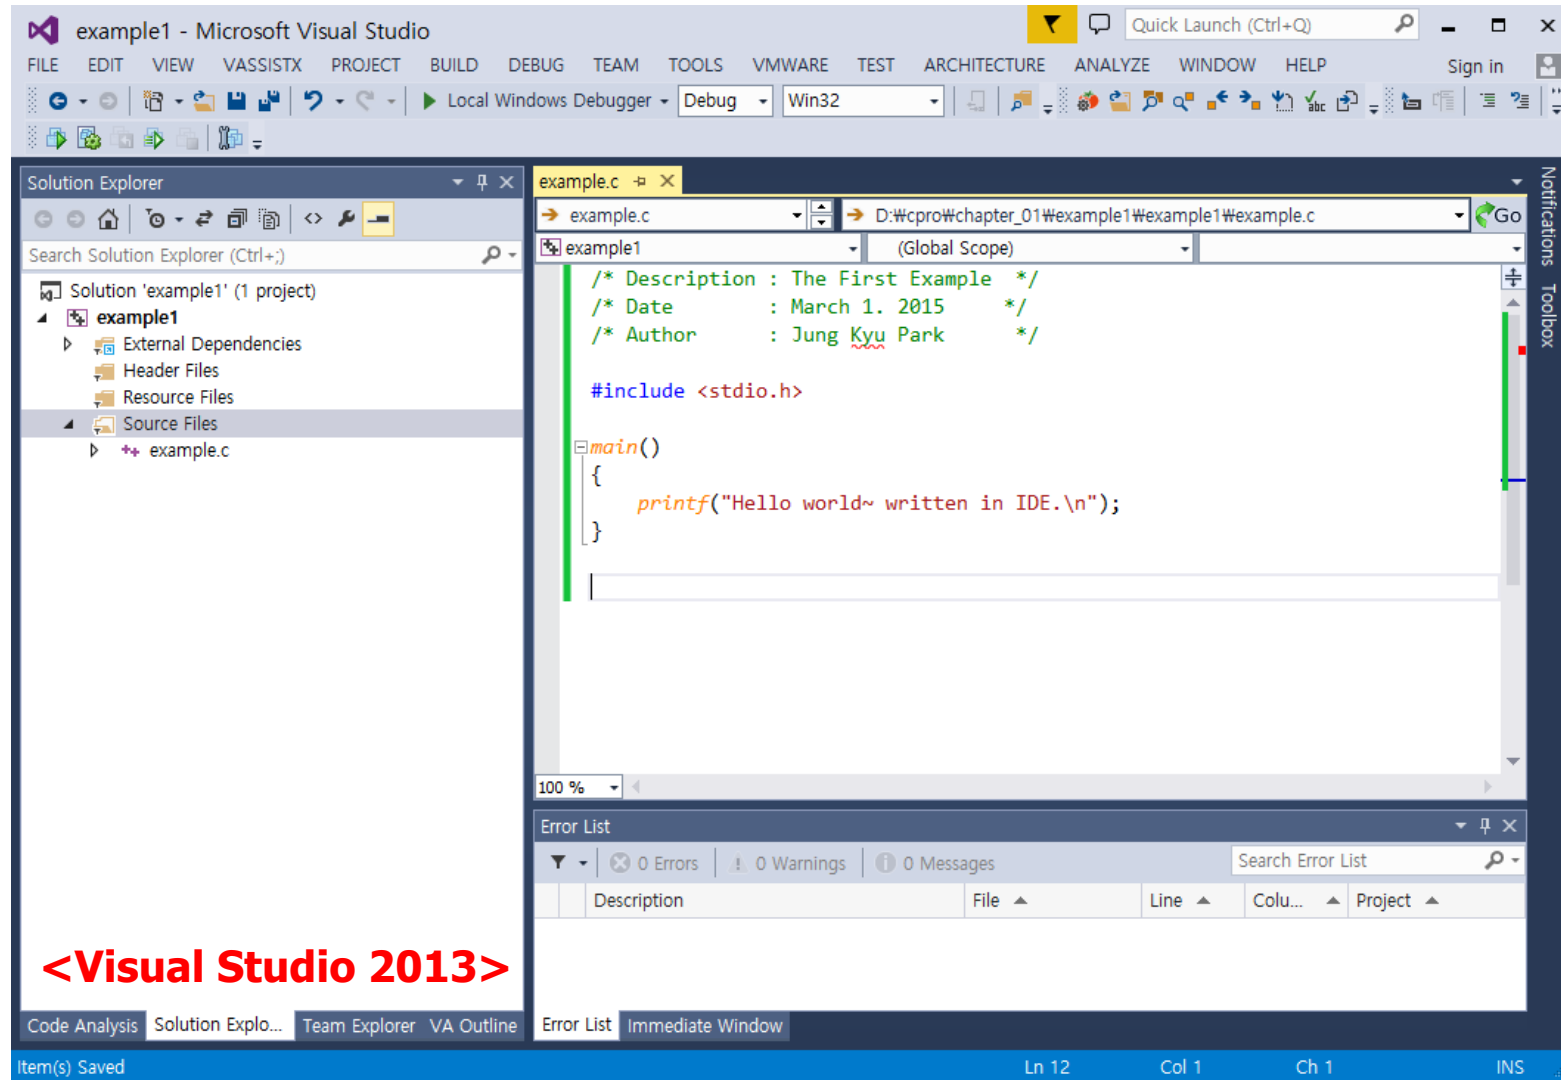 example1 - Microsoft Visual Studio
Quick Launch (Ctrl+Q)
FILE EDIT VIEW VASSISTX PROJECT BUILD DEBUG TEAM TOOLS VMWARE TEST ARCHITECTURE ANALYZE WINDOW HELP Sign in
Local Windows Debugger Debug Win32
Solution Explorer
Search Solution Explorer (Ctrl+;)
Solution 'example1' (1 project)
example1
External Dependencies
Header Files
Resource Files
Source Files
example.c
<Visual Studio 2013>
Code Analysis Solution Explo... Team Explorer VA Outline
example.c
example.c D:₩cpro₩chapter_01₩example1₩example1₩example.c Go
example1 (Global Scope)
/* Description : The First Example */
/* Date : March 1. 2015 */
/* Author : Jung Kyu Park */
#include <stdio.h>
main()
{
printf("Hello world~ written in IDE.\n");
}
100 %
Error List
0 Errors 0 Warnings 0 Messages Search Error List
Description File Line Colu... Project
Error List Immediate Window
Notifications
Toolbox
Item(s) Saved Ln 12 Col 1 Ch 1 INS